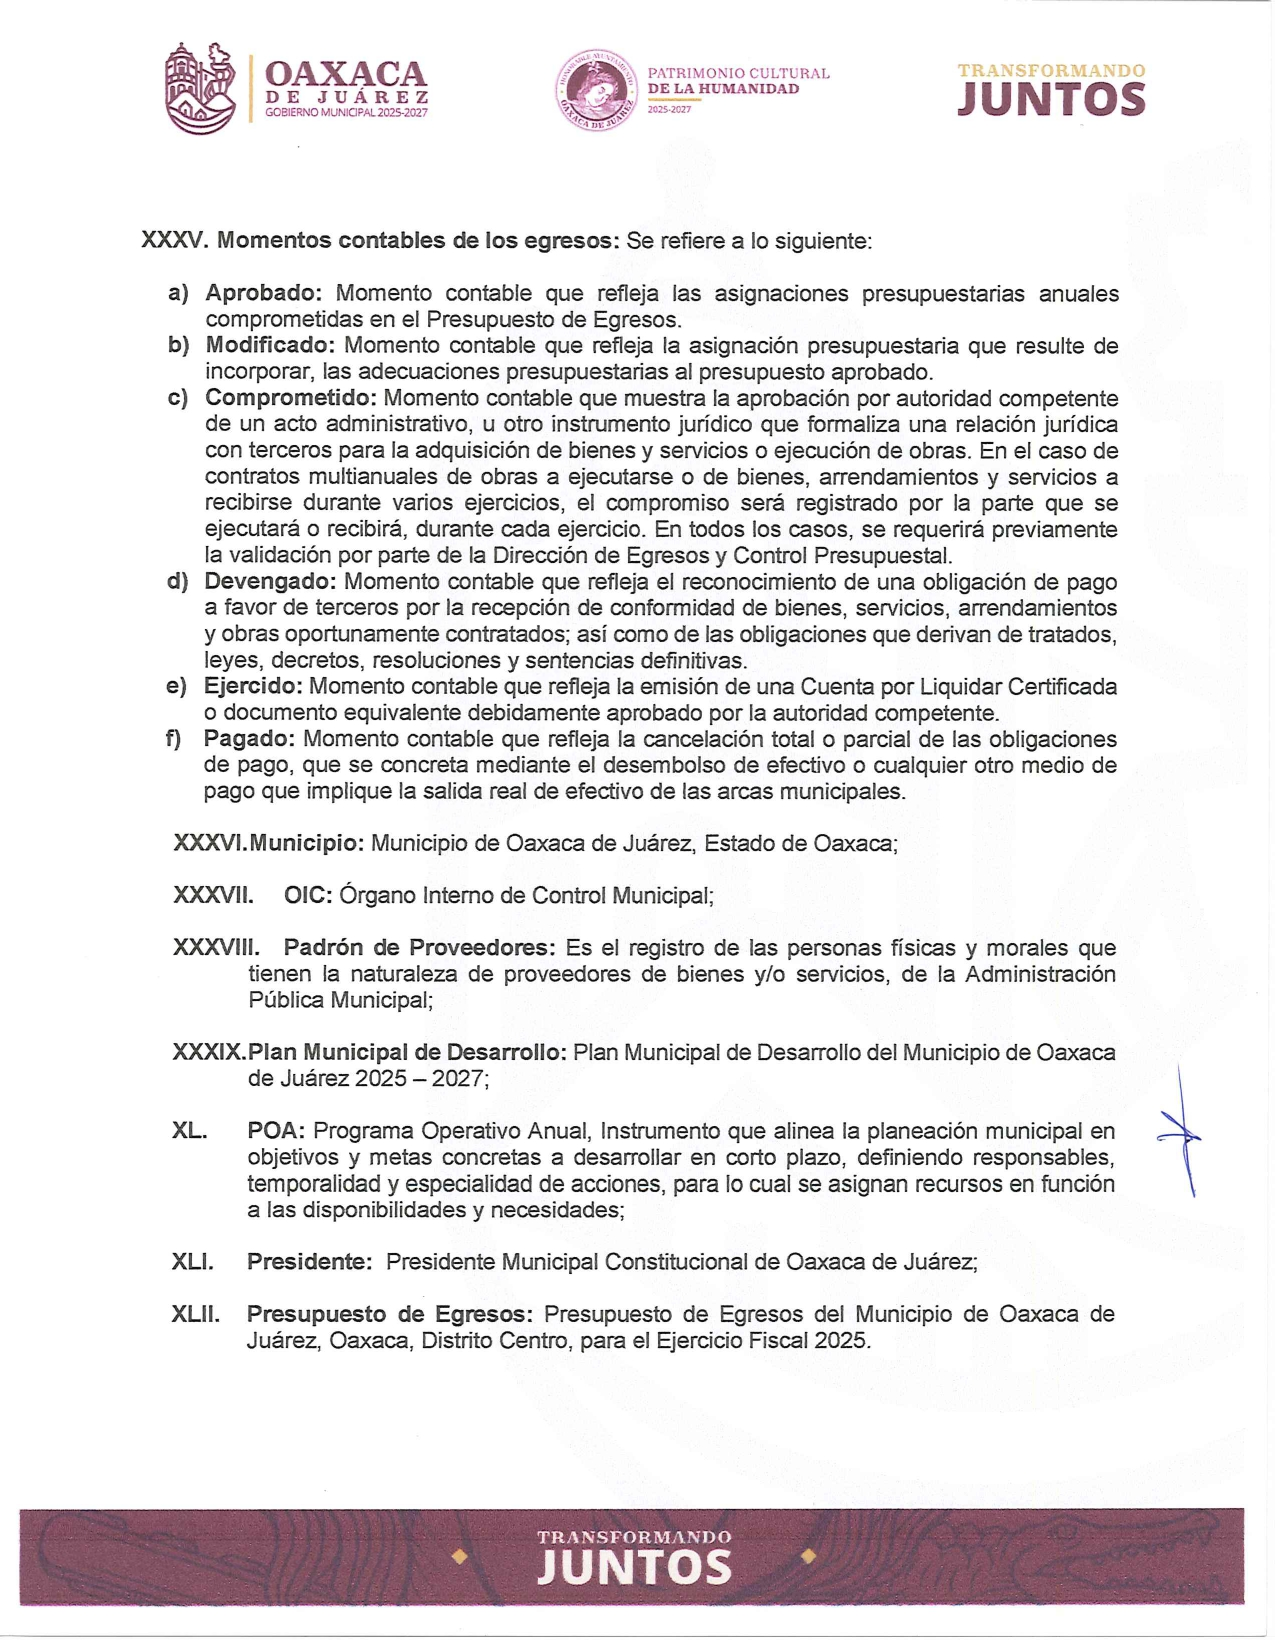 OAXACA
DE JUÁREZ
GOBIERNO MUNICIPAL 2025-2027
HONORABLE AYUNTAMIENTO
OAXACA DE JUÁREZ
PATRIMONIO CULTURAL
DE LA HUMANIDAD
2025-2027
TRANSFORMANDO
JUNTOS
XXXV. Momentos contables de los egresos: Se refiere a lo siguiente:
a) Aprobado: Momento contable que refleja las asignaciones presupuestarias anuales
comprometidas en el Presupuesto de Egresos.
b) Modificado: Momento contable que refleja la asignación presupuestaria que resulte de
incorporar, las adecuaciones presupuestarias al presupuesto aprobado.
c) Comprometido: Momento contable que muestra la aprobación por autoridad competente
de un acto administrativo, u otro instrumento jurídico que formaliza una relación jurídica
con terceros para la adquisición de bienes y servicios o ejecución de obras. En el caso de
contratos multianuales de obras a ejecutarse o de bienes, arrendamientos y servicios a
recibirse durante varios ejercicios, el compromiso será registrado por la parte que se
ejecutará o recibirá, durante cada ejercicio. En todos los casos, se requerirá previamente
la validación por parte de la Dirección de Egresos y Control Presupuestal.
d) Devengado: Momento contable que refleja el reconocimiento de una obligación de pago
a favor de terceros por la recepción de conformidad de bienes, servicios, arrendamientos
y obras oportunamente contratados; así como de las obligaciones que derivan de tratados,
leyes, decretos, resoluciones y sentencias definitivas.
e) Ejercido: Momento contable que refleja la emisión de una Cuenta por Liquidar Certificada
o documento equivalente debidamente aprobado por la autoridad competente.
f) Pagado: Momento contable que refleja la cancelación total o parcial de las obligaciones
de pago, que se concreta mediante el desembolso de efectivo o cualquier otro medio de
pago que implique la salida real de efectivo de las arcas municipales.
XXXVI.Municipio: Municipio de Oaxaca de Juárez, Estado de Oaxaca;
XXXVII. OIC: Órgano Interno de Control Municipal;
XXXVIII. Padrón de Proveedores: Es el registro de las personas físicas y morales que
tienen la naturaleza de proveedores de bienes y/o servicios, de la Administración
Pública Municipal;
XXXIX.Plan Municipal de Desarrollo: Plan Municipal de Desarrollo del Municipio de Oaxaca
de Juárez 2025 – 2027;
XL. POA: Programa Operativo Anual, Instrumento que alinea la planeación municipal en
objetivos y metas concretas a desarrollar en corto plazo, definiendo responsables,
temporalidad y especialidad de acciones, para lo cual se asignan recursos en función
a las disponibilidades y necesidades;
XLI. Presidente: Presidente Municipal Constitucional de Oaxaca de Juárez;
XLII. Presupuesto de Egresos: Presupuesto de Egresos del Municipio de Oaxaca de
Juárez, Oaxaca, Distrito Centro, para el Ejercicio Fiscal 2025.
TRANSFORMANDO
JUNTOS